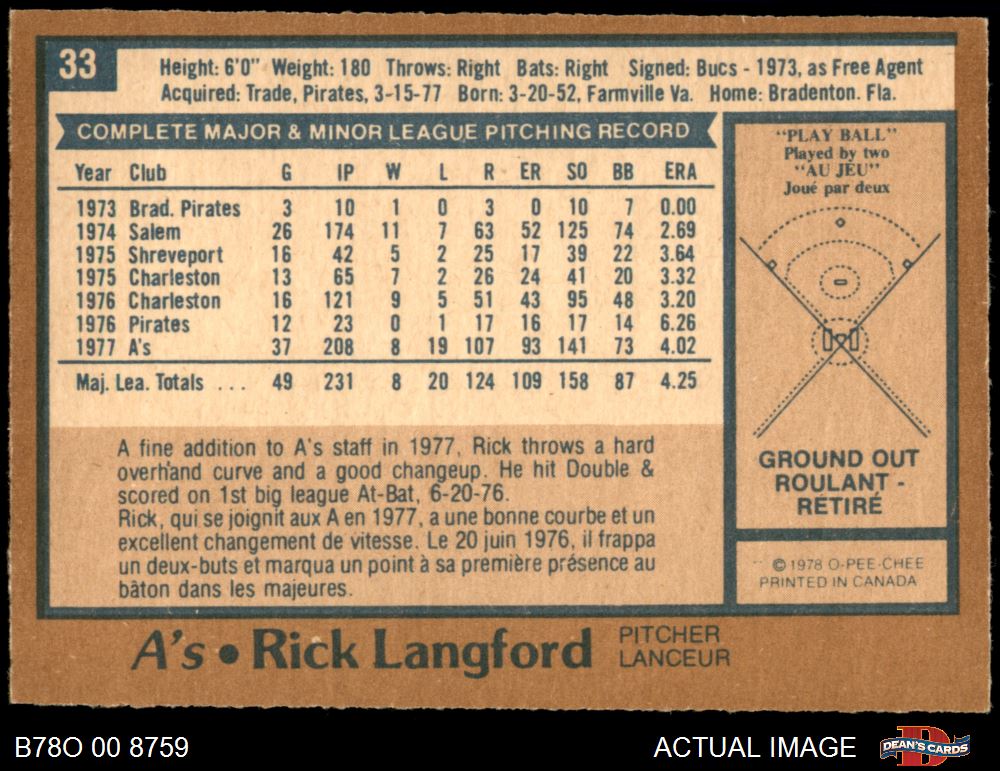 33
Height: 6'0" Weight: 180 Throws: Right Bats: Right Signed: Bucs - 1973, as Free Agent
Acquired: Trade, Pirates, 3-15-77 Born: 3-20-52, Farmville Va. Home: Bradenton. Fla.
COMPLETE MAJOR & MINOR LEAGUE PITCHING RECORD
Year Club G IP W L R ER SO BB ERA
1973 Brad. Pirates 3 10 1 0 3 0 10 7 0.00
1974 Salem 26 174 11 7 63 52 125 74 2.69
1975 Shreveport 16 42 5 2 25 17 39 22 3.64
1975 Charleston 13 65 7 2 26 24 41 20 3.32
1976 Charleston 16 121 9 5 51 43 95 48 3.20
1976 Pirates 12 23 0 1 17 16 17 14 6.26
1977 A's 37 208 8 19 107 93 141 73 4.02
Maj. Lea. Totals ... 49 231 8 20 124 109 158 87 4.25
A fine addition to A's staff in 1977, Rick throws a hard
overhand curve and a good changeup. He hit Double &
scored on 1st big league At-Bat, 6-20-76.
Rick, qui se joignit aux A en 1977, a une bonne courbe et un
excellent changement de vitesse. Le 20 juin 1976, il frappa
un deux-buts et marqua un point à sa première présence au
bâton dans les majeures.
"PLAY BALL"
Played by two
"AU JEU"
Joué par deux
GROUND OUT
ROULANT -
RETIRÉ
© 1978 O-PEE-CHEE
PRINTED IN CANADA
A's • Rick Langford
PITCHER
LANCEUR
B78O 00 8759
ACTUAL IMAGE
DEAN'S CARDS